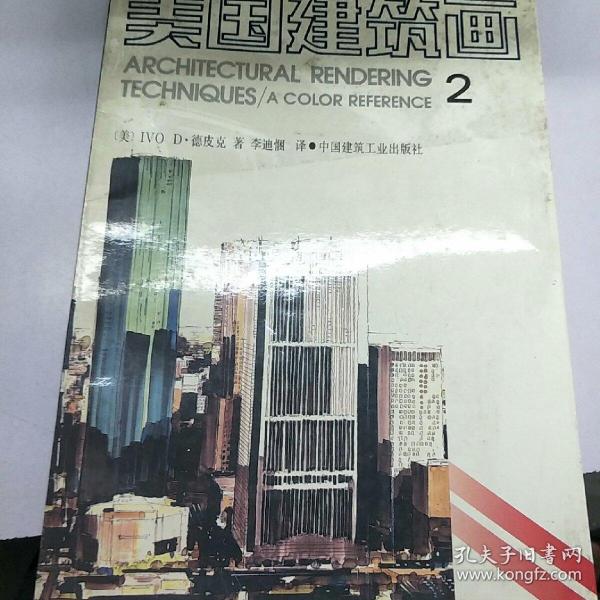 美国建筑画
ARCHITECTURAL RENDERING
TECHNIQUES/A COLOR REFERENCE 2
〔美〕IVO D·德皮克 著 李迪悃 译●中国建筑工业出版社
孔夫子旧书网
www.kongfz.com